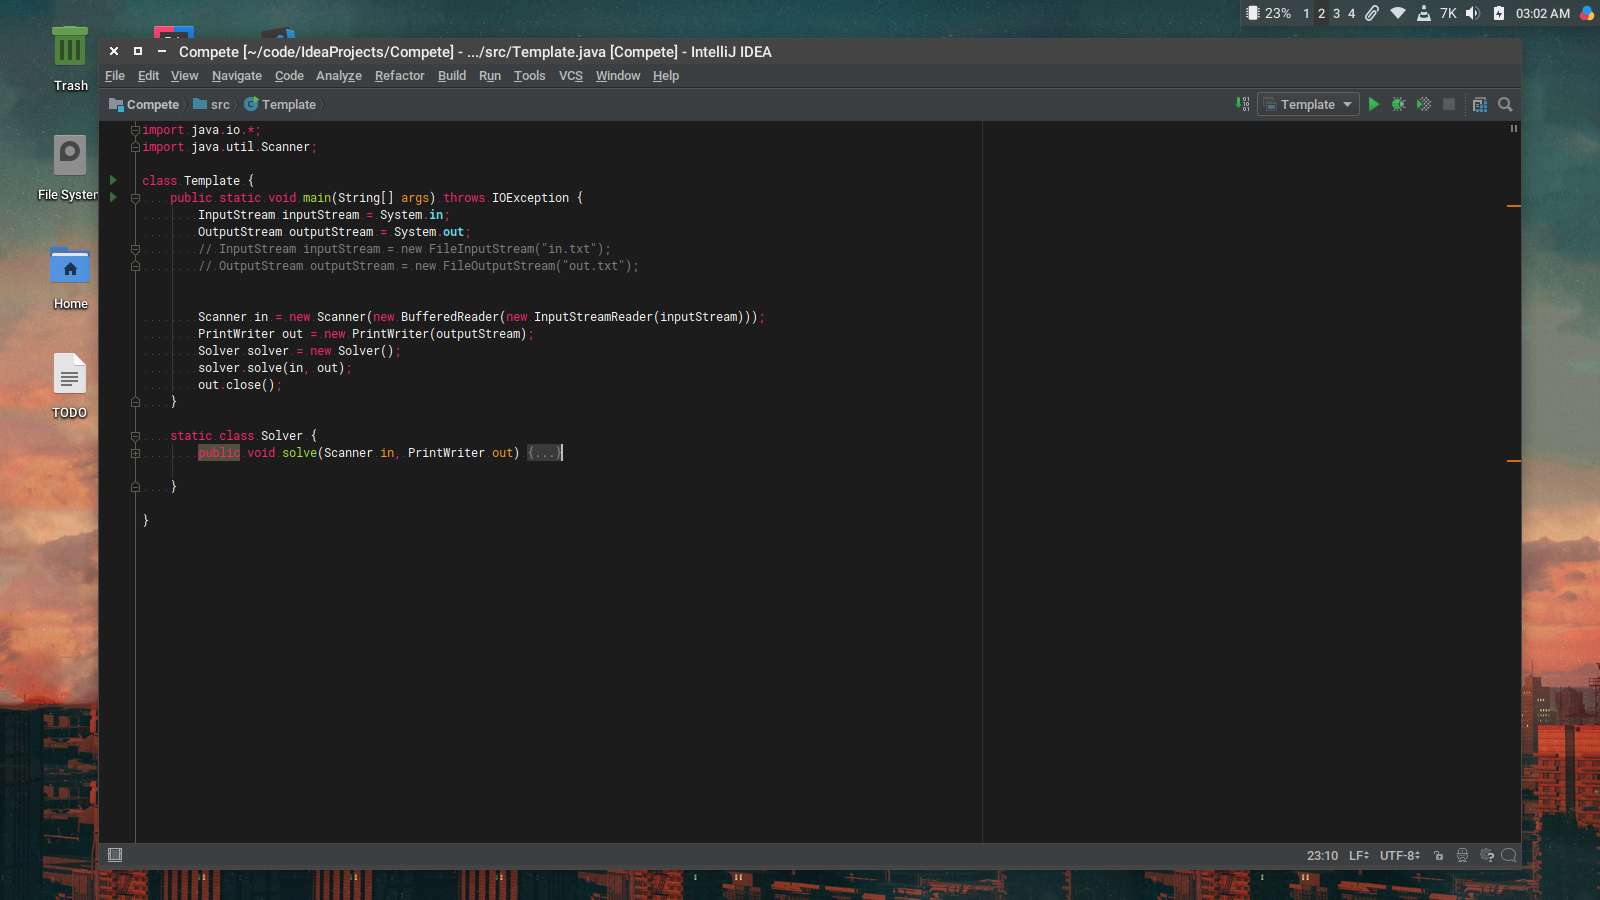 23% 1 2 3 4 7K 03:02 AM
Trash
File System
Home
TODO
Compete [~/code/IdeaProjects/Compete] - .../src/Template.java [Compete] - IntelliJ IDEA
File Edit View Navigate Code Analyze Refactor Build Run Tools VCS Window Help
Compete src Template Template
import java.io.*;
import java.util.Scanner;
class Template {
public static void main(String[] args) throws IOException {
InputStream inputStream = System.in;
OutputStream outputStream = System.out;
// InputStream inputStream = new FileInputStream("in.txt");
// OutputStream outputStream = new FileOutputStream("out.txt");
Scanner in = new Scanner(new BufferedReader(new InputStreamReader(inputStream)));
PrintWriter out = new PrintWriter(outputStream);
Solver solver = new Solver();
solver.solve(in, out);
out.close();
}
static class Solver {
public void solve(Scanner in, PrintWriter out) {...}
}
}
23:10 LF UTF-8